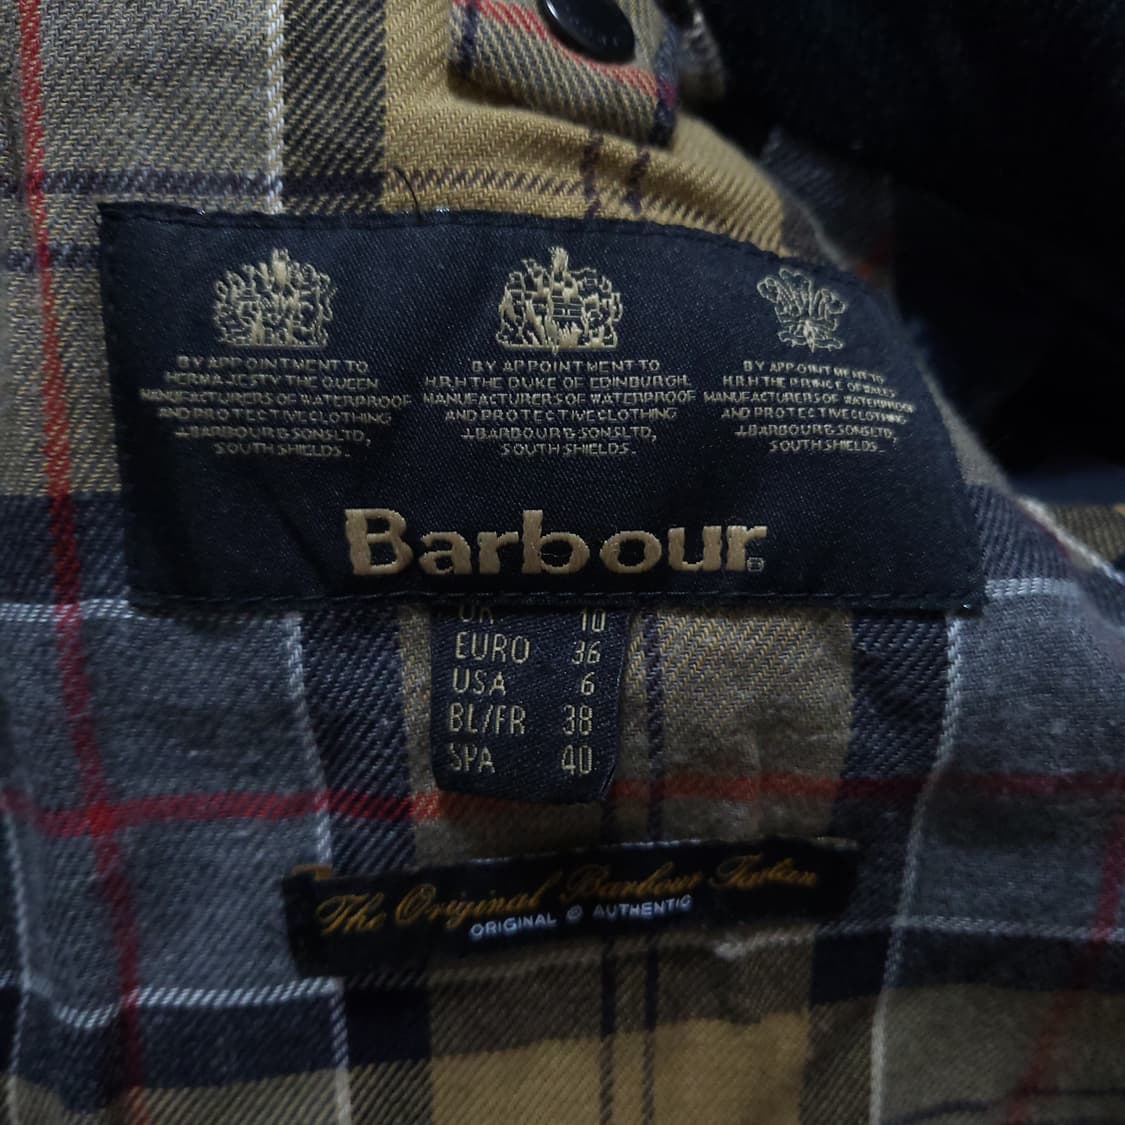 BY APPOINTMENT TO
HER MAJESTY THE QUEEN
MANUFACTURERS OF WATERPROOF
AND PROTECTIVE CLOTHING
J.BARBOUR & SONS LTD,
SOUTH SHIELDS.
BY APPOINTMENT TO
H.R.H THE DUKE OF EDINBURGH.
MANUFACTURERS OF WATERPROOF
AND PROTECTIVE CLOTHING
J.BARBOUR & SONS LTD,
SOUTH SHIELDS.
BY APPOINTMENT TO
H.R.H THE PRINCE OF WALES
MANUFACTURERS OF WATERPROOF
AND PROTECTIVE CLOTHING
J.BARBOUR & SONS LTD,
SOUTH SHIELDS.
Barbour®
UK 10
EURO 36
USA 6
BL/FR 38
SPA 40
The Original Barbour Tartan
ORIGINAL © AUTHENTIC